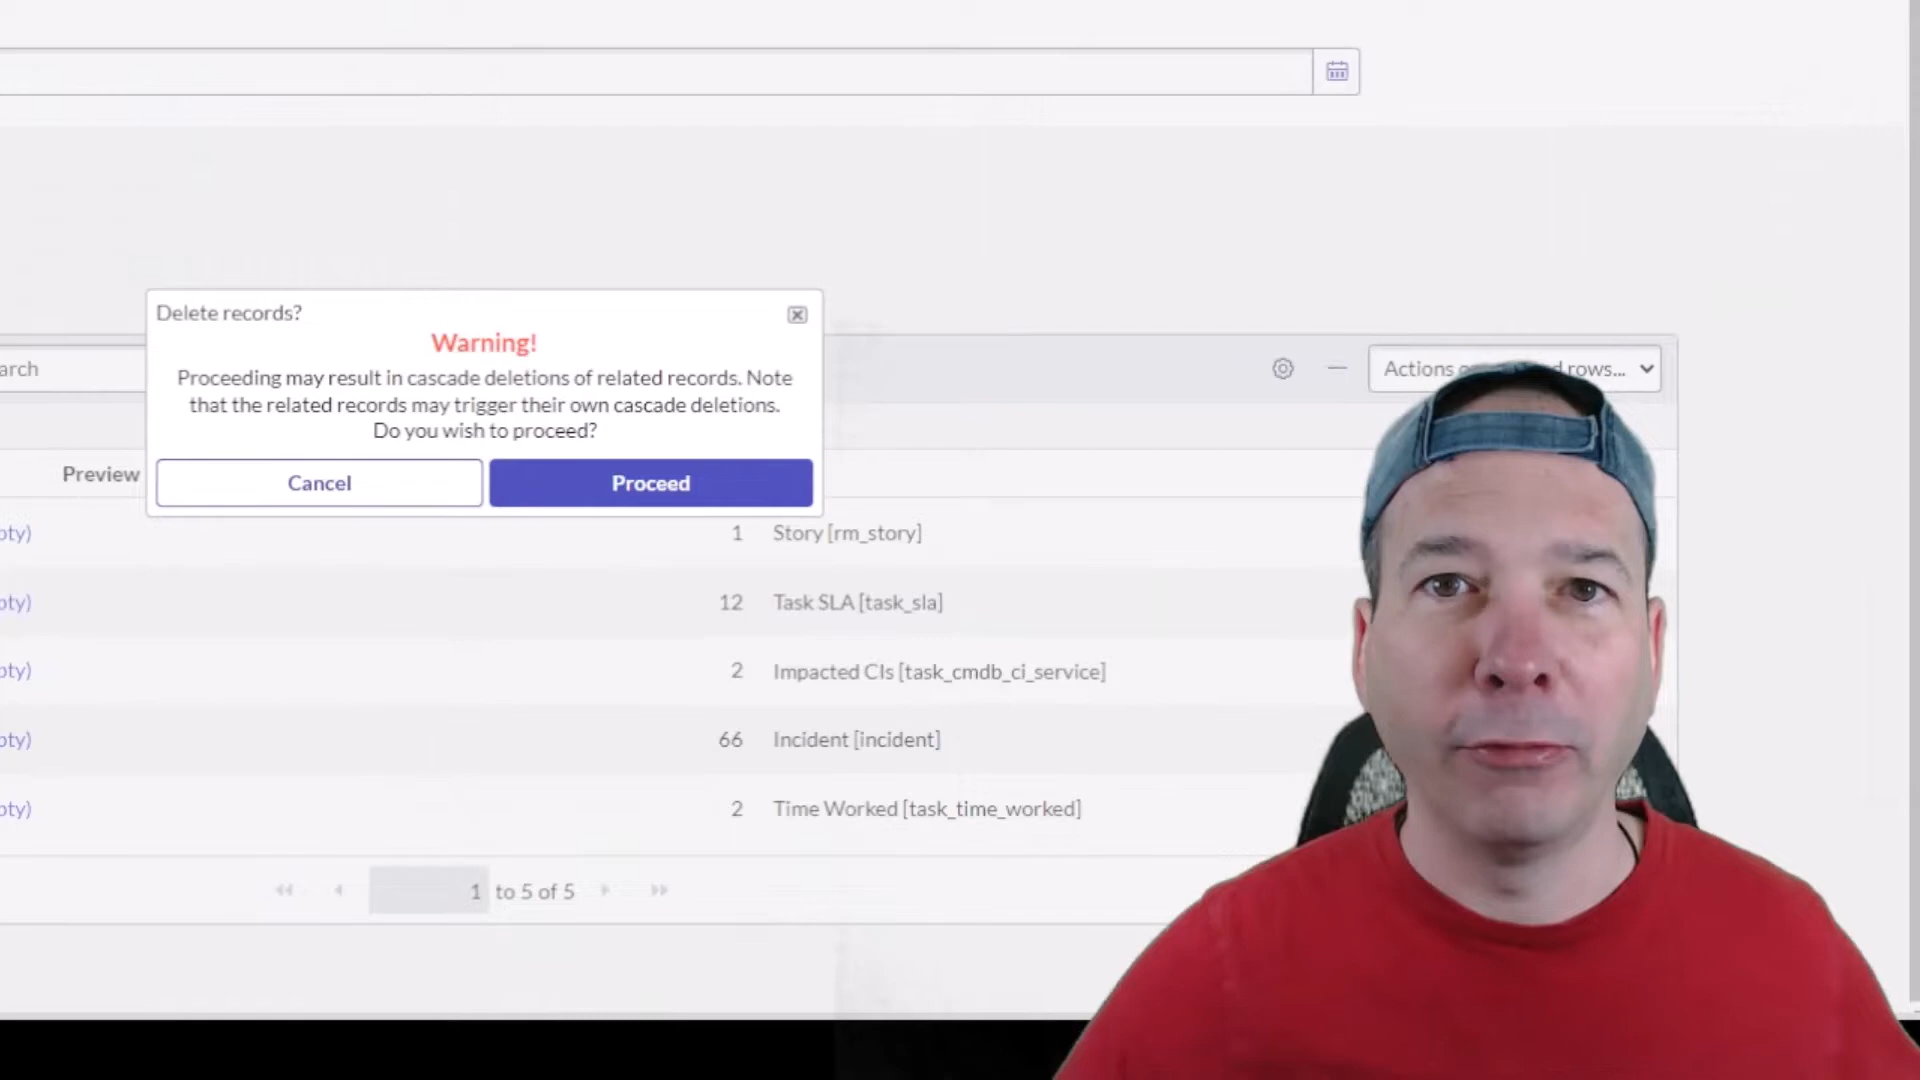 Delete records?
Warning!
Proceeding may result in cascade deletions of related records. Note
that the related records may trigger their own cascade deletions.
Do you wish to proceed?
Cancel
Proceed
arch
Actions o d rows...
Preview
pty)
1 Story [rm_story]
pty)
12 Task SLA [task_sla]
pty)
2 Impacted CIs [task_cmdb_ci_service]
pty)
66 Incident [incident]
pty)
2 Time Worked [task_time_worked]
1 to 5 of 5